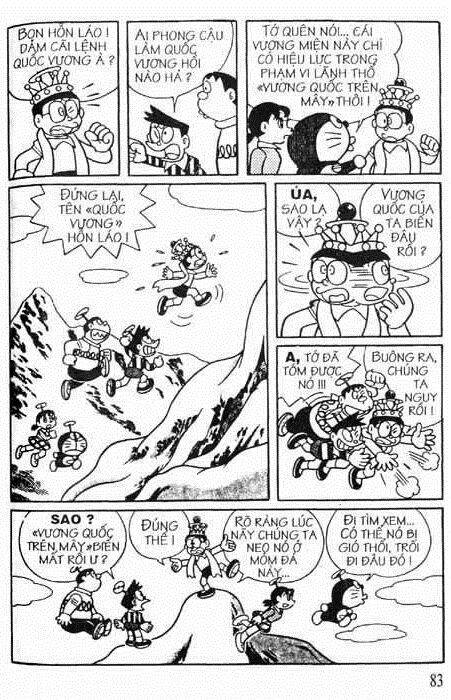 BỌN HỖN LÁO !
DÁM CÃI LỆNH
QUỐC VƯƠNG À ?
AI PHONG CẬU
LÀM QUỐC
VƯƠNG HỒI
NÀO HẢ ?
TỚ QUÊN NÓI... CÁI
VƯƠNG MIỆN NÀY CHỈ
CÓ HIỆU LỰC TRONG
PHẠM VI LÃNH THỔ
«VƯƠNG QUỐC TRÊN
MÂY» THÔI !
ĐỨNG LẠI,
TÊN «QUỐC
VƯƠNG»
HỖN LÁO !
ỦA,
SAO LẠ
VẬY ?
VƯƠNG
QUỐC CỦA
TA BIẾN
ĐÂU
RỒI ?
A, TỚ ĐÃ
TÓM ĐƯỢC
NÓ !!!
BUÔNG RA,
CHÚNG
TA
NGUY
RỒI !
SAO ?
«VƯƠNG QUỐC
TRÊN MÂY» BIẾN
MẤT RỒI Ư ?
ĐÚNG
THẾ !
RÕ RÀNG LÚC
NÃY CHÚNG TA
NEO NÓ Ở
MỎM ĐÁ
NÀY...
ĐI TÌM XEM...
CÓ THỂ NÓ BỊ
GIÓ THỔI, TRÔI
ĐI ĐÂU ĐÓ !
83